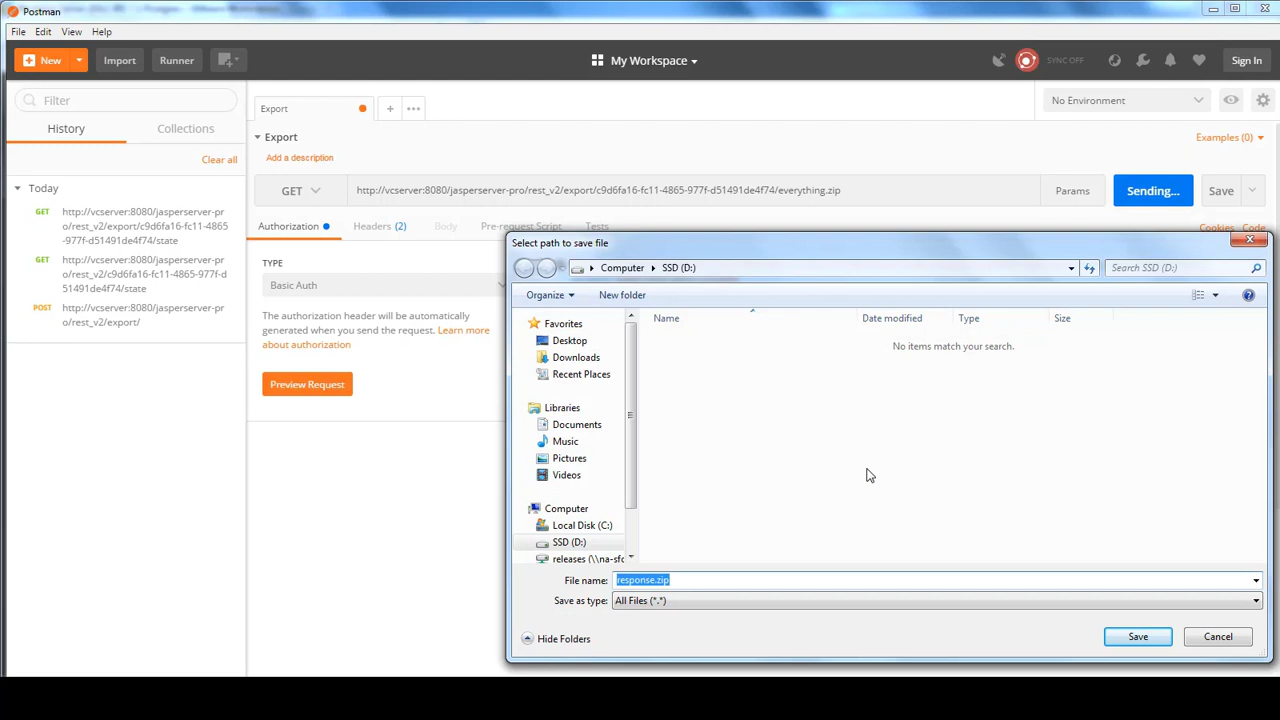 Postman
File Edit View Help
New Import Runner My Workspace SYNC OFF Sign In
Filter
History Collections
Clear all
Today
GET http://vcserver:8080/jasperserver-pr
o/rest_v2/export/c9d6fa16-fc11-4865
-977f-d51491de4f74/state
GET http://vcserver:8080/jasperserver-pr
o/rest_v2/c9d6fa16-fc11-4865-977f-d
51491de4f74/state
POST http://vcserver:8080/jasperserver-pr
o/rest_v2/export/
Export
No Environment
Export
Examples (0)
Add a description
GET http://vcserver:8080/jasperserver-pro/rest_v2/export/c9d6fa16-fc11-4865-977f-d51491de4f74/everything.zip Params Sending... Save
Authorization Headers (2) Body Pre-request Script Tests Cookies Code
TYPE
Basic Auth
The authorization header will be automatically
generated when you send the request. Learn more
about authorization
Preview Request
Select path to save file
Computer SSD (D:) Search SSD (D:)
Organize New folder
Name Date modified Type Size
No items match your search.
Favorites
Desktop
Downloads
Recent Places
Libraries
Documents
Music
Pictures
Videos
Computer
Local Disk (C:)
SSD (D:)
releases (\\na-sfc
File name: response.zip
Save as type: All Files (*.*)
Hide Folders Save Cancel